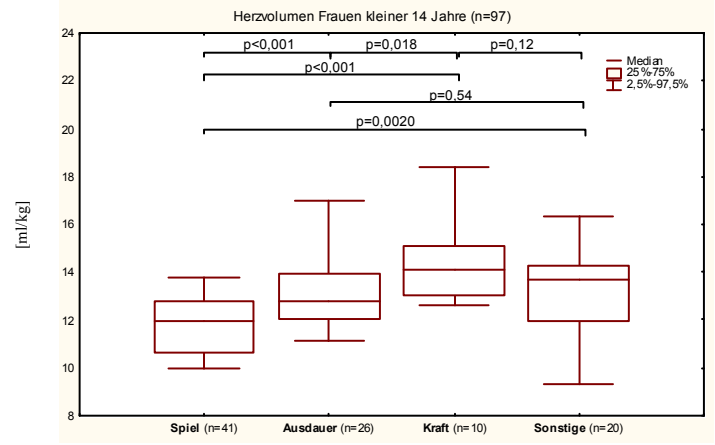 Herzvolumen Frauen kleiner 14 Jahre (n=97)
24
22
20
18
16
14
12
10
8
[ml/kg]
p<0,001
p=0,018
p=0,12
p<0,001
p=0,54
p=0,0020
Median
25%-75%
2,5%-97,5%
Spiel (n=41)
Ausdauer (n=26)
Kraft (n=10)
Sonstige (n=20)